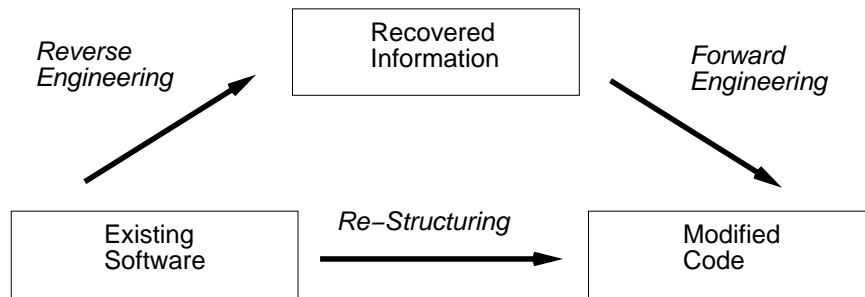 Reverse
Engineering
Recovered
Information
Forward
Engineering
Existing
Software
Re−Structuring
Modified
Code